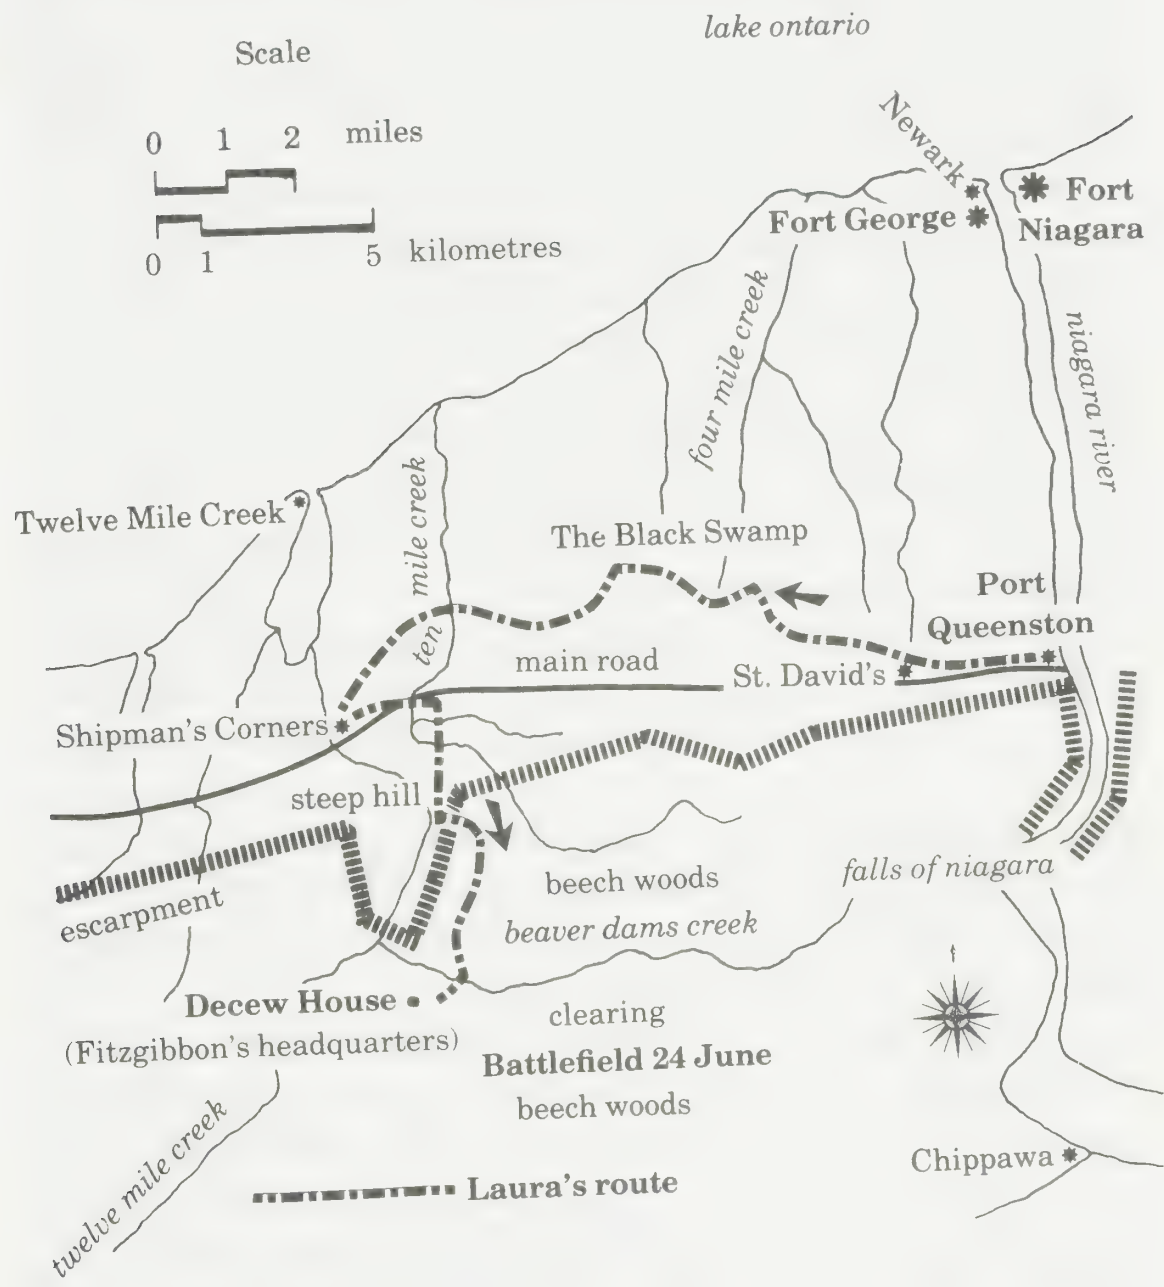 lake ontario
Scale
0 1 2 miles
0 1 5 kilometres
Newark
Fort George
Fort
Niagara
niagara river
four mile creek
ten mile creek
Twelve Mile Creek
The Black Swamp
Port
Queenston
main road
St. David's
Shipman's Corners
steep hill
escarpment
beech woods
falls of niagara
beaver dams creek
Decew House
(Fitzgibbon's headquarters)
clearing
Battlefield 24 June
beech woods
Chippawa
twelve mile creek
Laura's route